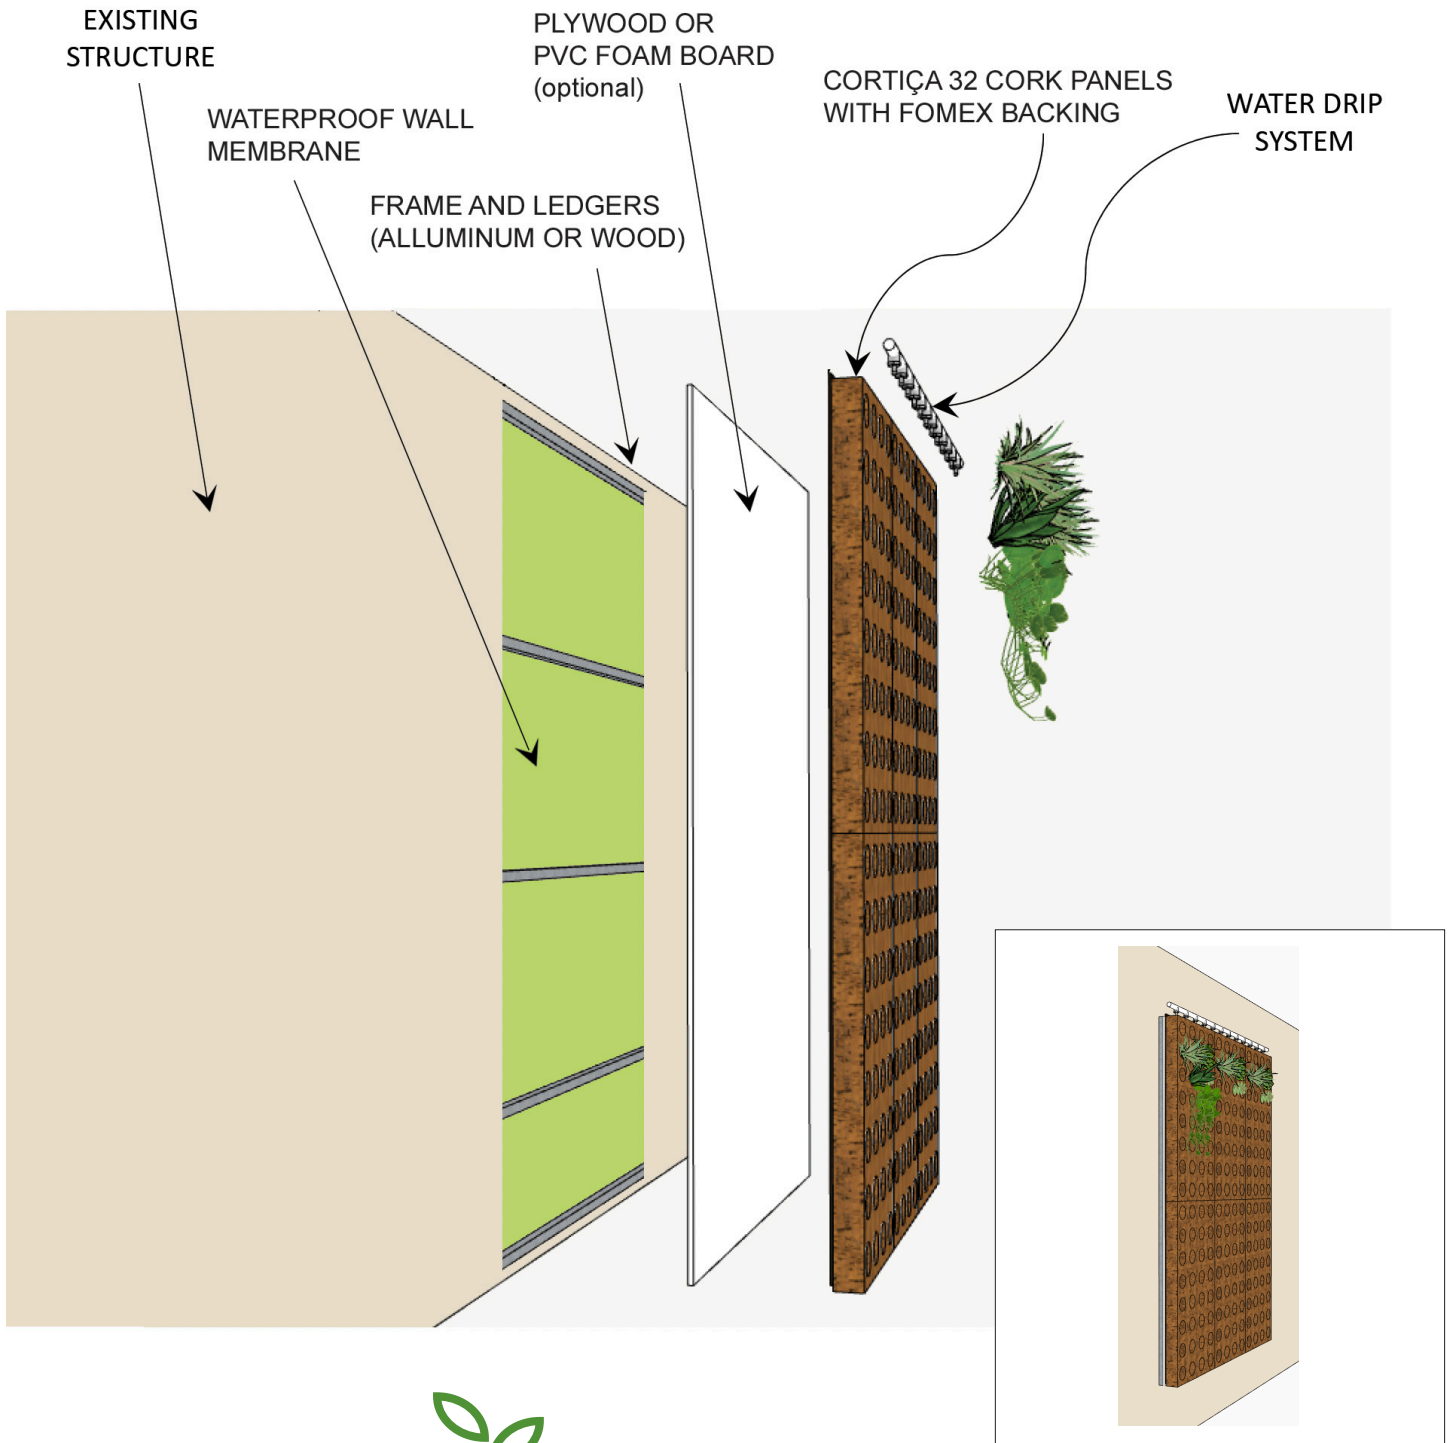 EXISTING
STRUCTURE
PLYWOOD OR
PVC FOAM BOARD
(optional)
CORTIÇA 32 CORK PANELS
WITH FOMEX BACKING
WATER DRIP
SYSTEM
WATERPROOF WALL
MEMBRANE
FRAME AND LEDGERS
(ALLUMINUM OR WOOD)